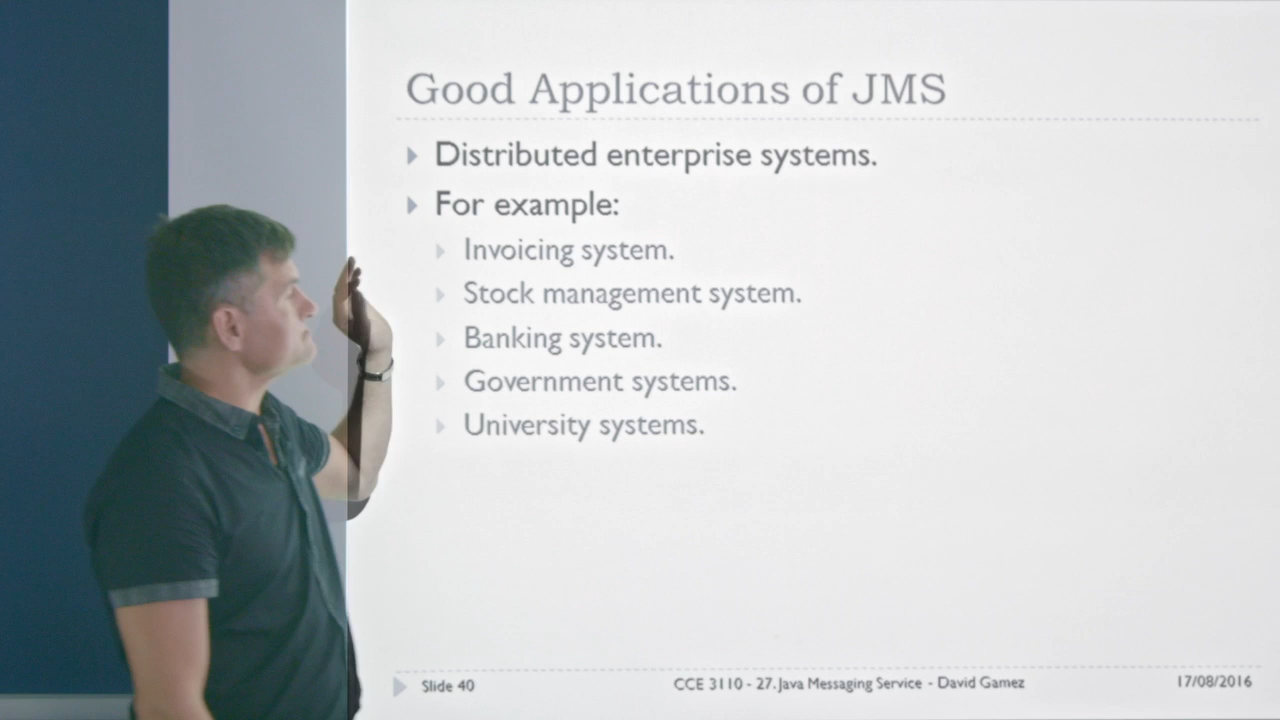 Good Applications of JMS
Distributed enterprise systems.
For example:
Invoicing system.
Stock management system.
Banking system.
Government systems.
University systems.
Slide 40
CCE 3110 - 27. Java Messaging Service - David Gamez
17/08/2016